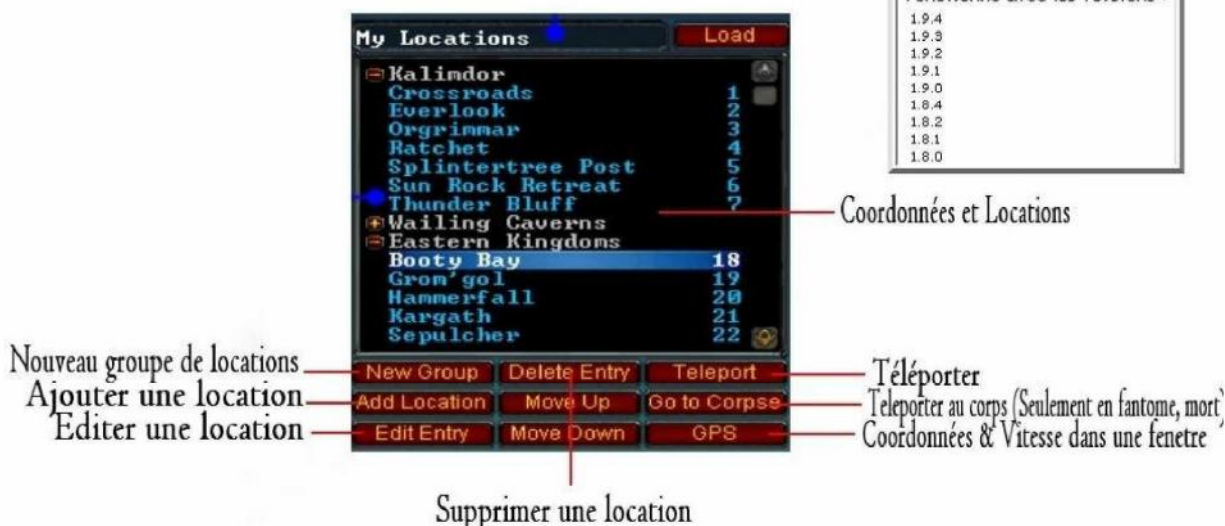 My Locations Load
Kalimdor
Crossroads 1
Everlook 2
Orgrimmar 3
Ratchet 4
Splintertree Post 5
Sun Rock Retreat 6
Thunder Bluff 7
Wailing Caverns
Eastern Kingdoms
Booty Bay 18
Grom'gol 19
Hammerfall 20
Kargath 21
Sepulcher 22
New Group Delete Entry Teleport
Add Location Move Up Go to Corpse
Edit Entry Move Down GPS
1.9.4
1.9.3
1.9.2
1.9.1
1.9.0
1.8.4
1.8.2
1.8.1
1.8.0
Coordonnées et Locations
Nouveau groupe de locations
Ajouter une location
Editer une location
Téléporter
Teleporter au corps (Seulement en fantome, mort)
Coordonnées & Vitesse dans une fenetre
Supprimer une location